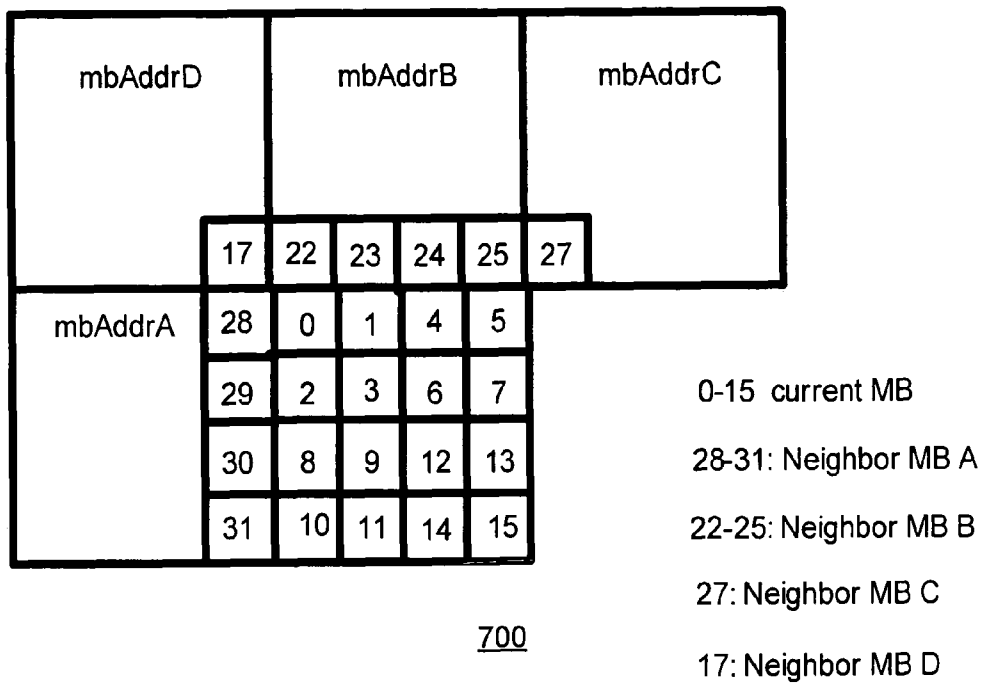 mbAddrD mbAddrB mbAddrC
17 22 23 24 25 27
mbAddrA 28 0 1 4 5
29 2 3 6 7
30 8 9 12 13
31 10 11 14 15
0-15 current MB
28-31: Neighbor MB A
22-25: Neighbor MB B
27: Neighbor MB C
17: Neighbor MB D
700